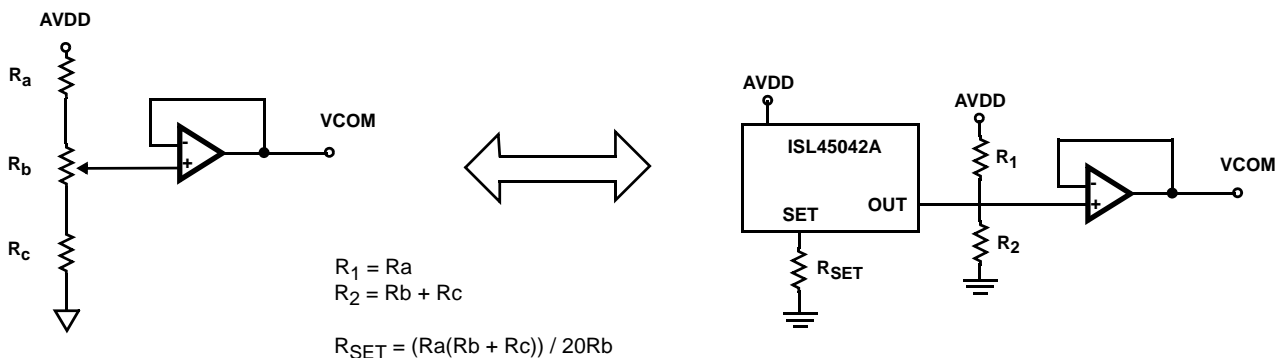 AVDD
Ra
Rb
Rc
-
+
VCOM
R1 = Ra
R2 = Rb + Rc
RSET = (Ra(Rb + Rc)) / 20Rb
AVDD
ISL45042A
OUT
SET
RSET
AVDD
R1
R2
-
+
VCOM